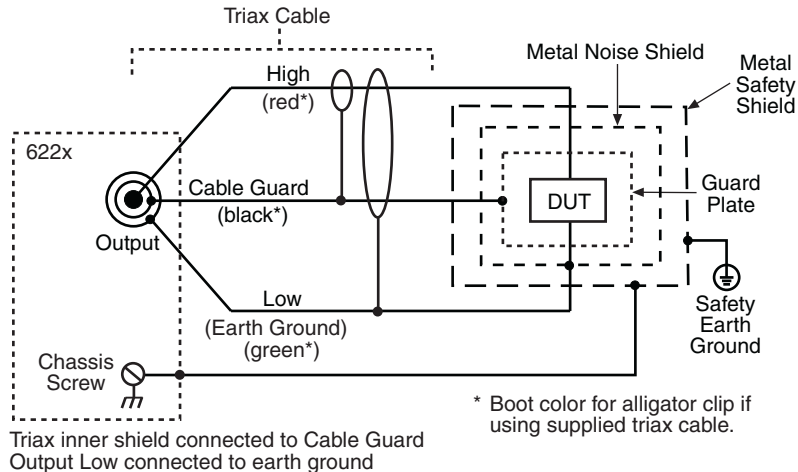 Triax Cable
High
(red*)
Metal Noise Shield
Metal
Safety
Shield
622x
Cable Guard
(black*)
Output
DUT
Guard
Plate
Low
(Earth Ground)
(green*)
Safety
Earth
Ground
Chassis
Screw
* Boot color for alligator clip if
using supplied triax cable.
Triax inner shield connected to Cable Guard
Output Low connected to earth ground